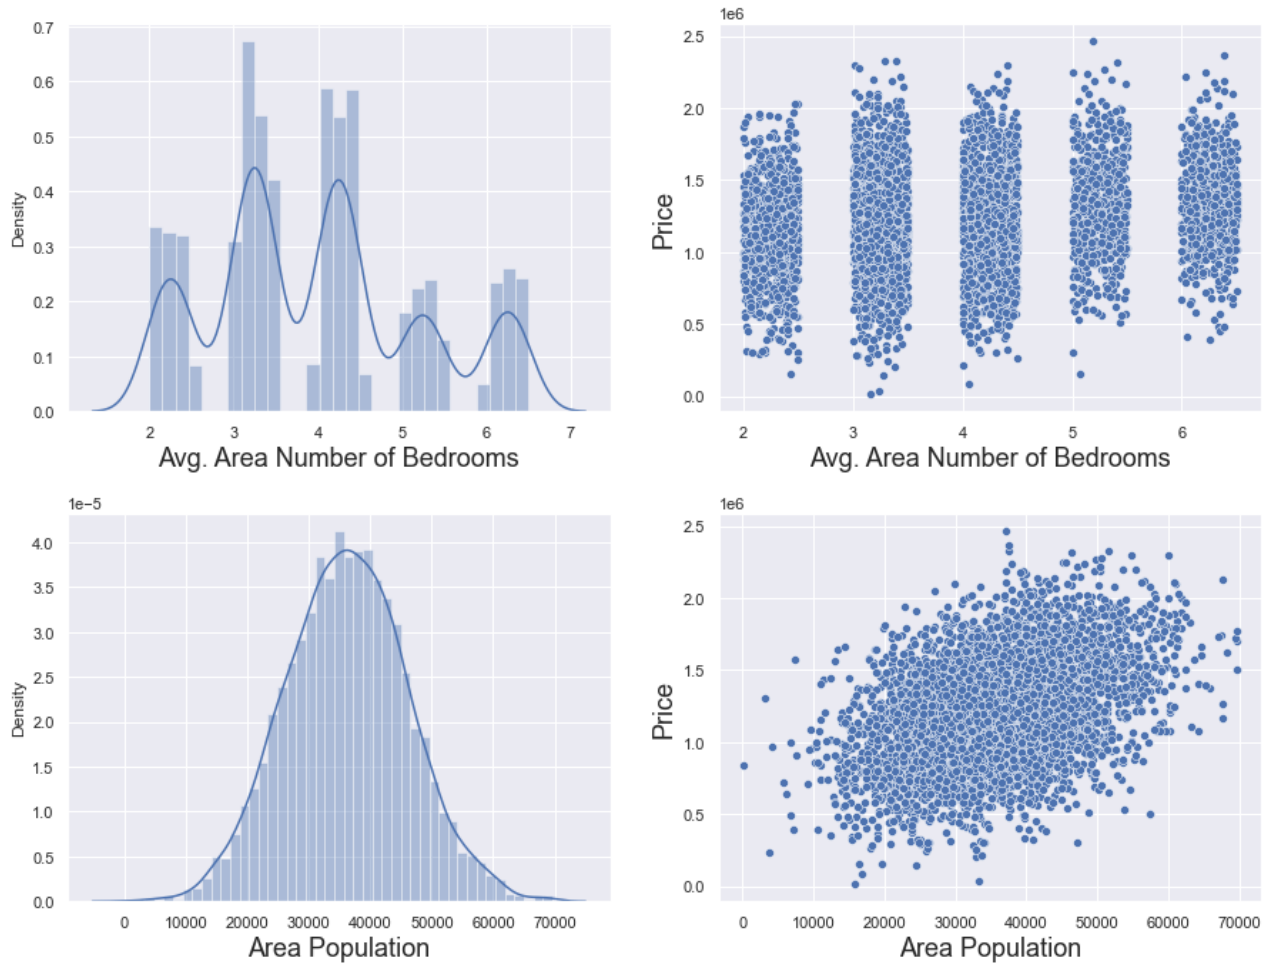 0.7
0.6
0.5
0.4
0.3
0.2
0.1
0.0
Density
2 3 4 5 6 7
Avg. Area Number of Bedrooms
1e6
2.5
2.0
1.5
1.0
0.5
0.0
Price
2 3 4 5 6
Avg. Area Number of Bedrooms
1e−5
4.0
3.5
3.0
2.5
2.0
1.5
1.0
0.5
0.0
Density
0 10000 20000 30000 40000 50000 60000 70000
Area Population
1e6
2.5
2.0
1.5
1.0
0.5
0.0
Price
0 10000 20000 30000 40000 50000 60000 70000
Area Population